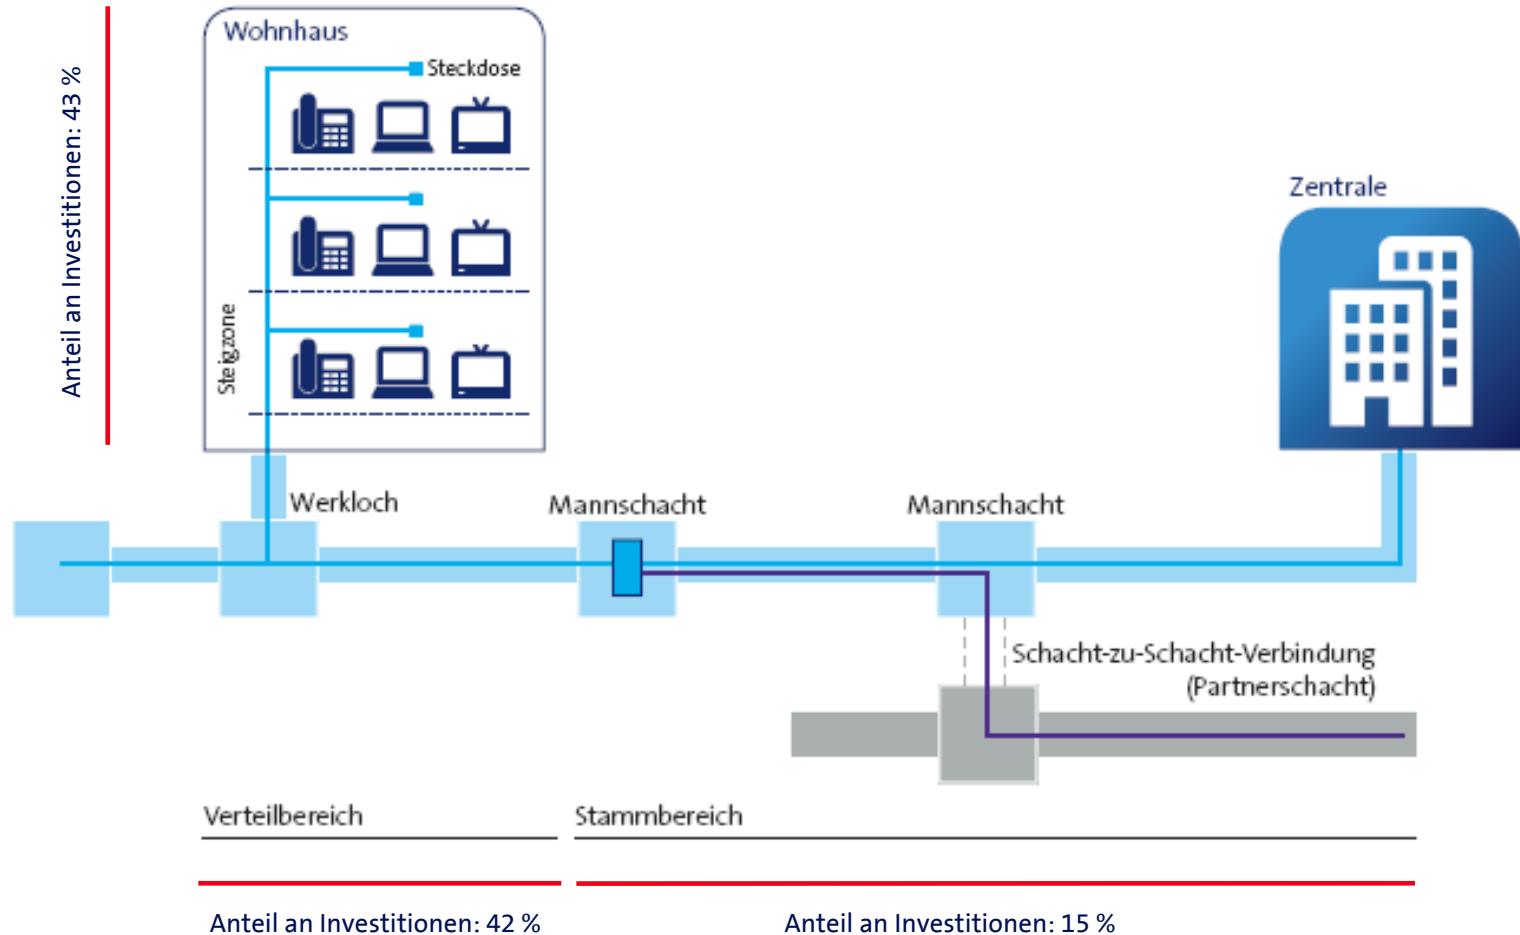 Wohnhaus
Steckdose
Anteil an Investitionen: 43 %
Steigzone
Zentrale
Werkloch
Mannschacht
Mannschacht
Schacht-zu-Schacht-Verbindung
(Partnerschacht)
Verteilbereich
Stammbereich
Anteil an Investitionen: 42 %
Anteil an Investitionen: 15 %